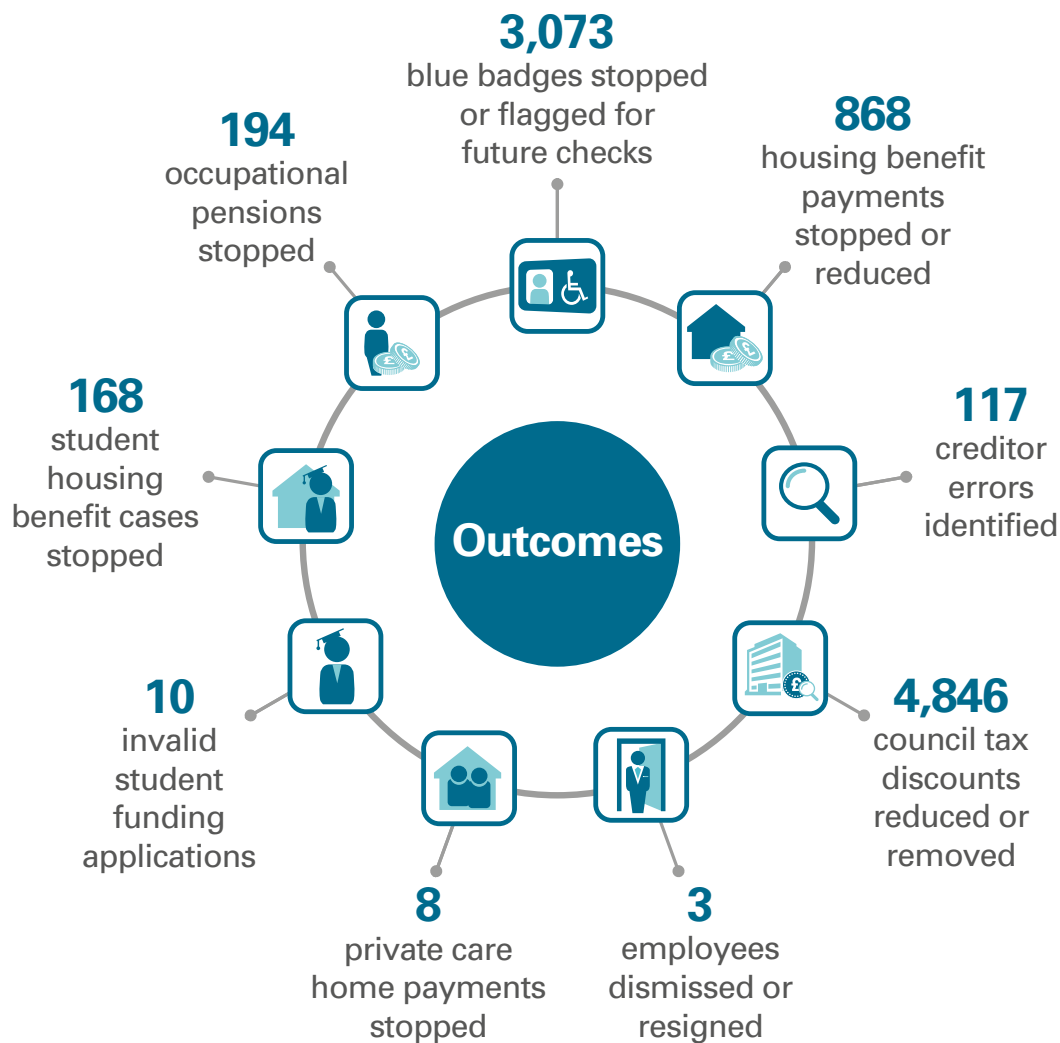 3,073
blue badges stopped
or flagged for
future checks
868
housing benefit
payments
stopped or
reduced
117
creditor
errors
identified
4,846
council tax
discounts
reduced or
removed
3
employees
dismissed or
resigned
8
private care
home payments
stopped
10
invalid
student
funding
applications
168
student
housing
benefit cases
stopped
194
occupational
pensions
stopped
Outcomes
£
£
£
£
£